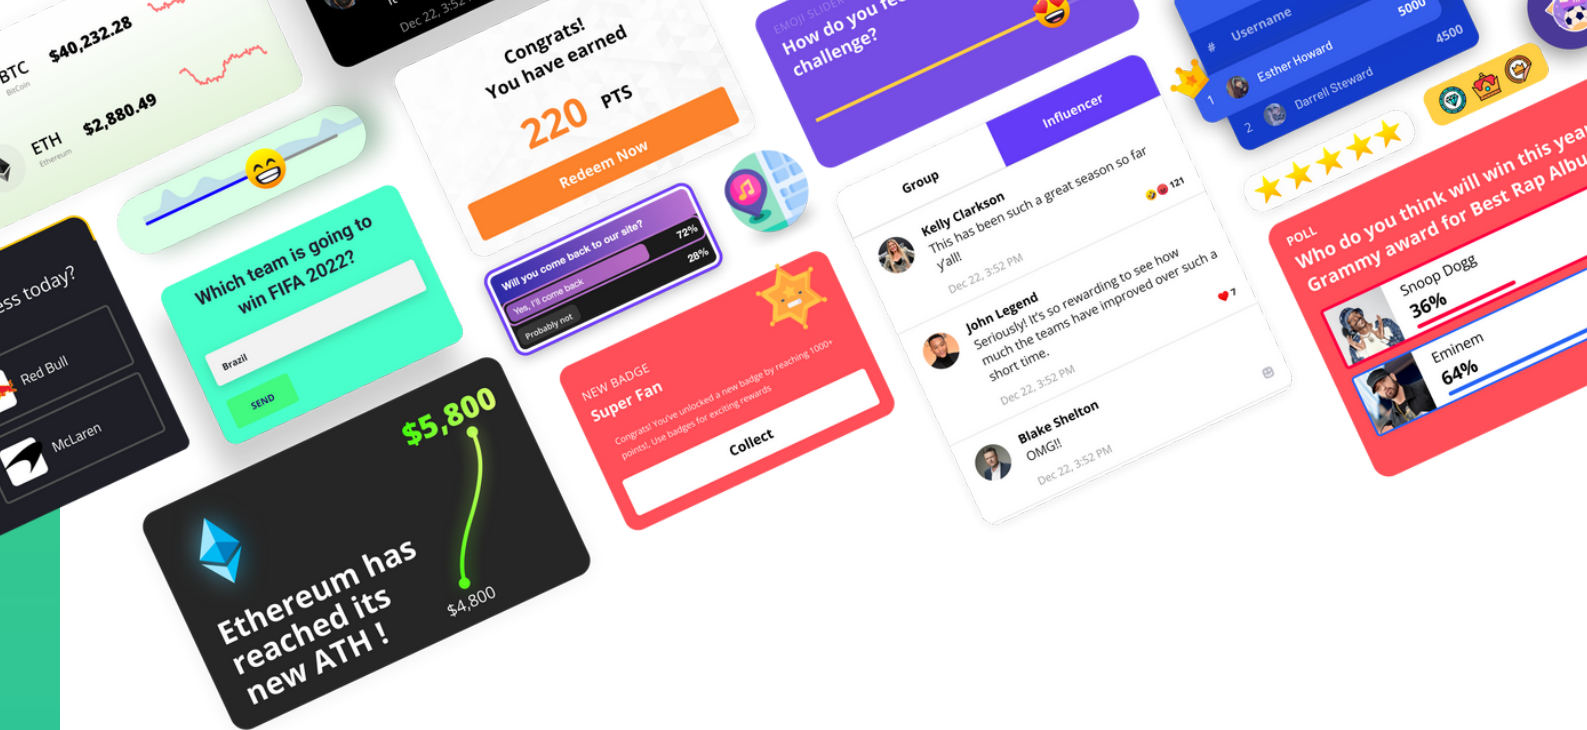 BTC
BitCoin
$40,232.28
ETH
Ethereum
$2,880.49
Dec 22, 3:52
Congrats!
You have earned
220 PTS
Redeem Now
EMOJI SLIDER
How do you
challenge?
# Username
5000
1 Esther Howard
4500
2 Darrell Steward
Group
Influencer
Kelly Clarkson
This has been such a great season so far
y'all!
121
Dec 22, 3:52 PM
John Legend
Seriously! It's so rewarding to see how
much the teams have improved over such a
short time.
7
Dec 22, 3:52 PM
Blake Shelton
OMG!!
Dec 22, 3:52 PM
POLL
Who do you think will win this year
Grammy award for Best Rap
Snoop Dogg
36%
Eminem
64%
Which team is going to
win FIFA 2022?
Brazil
SEND
Will you come back to our site?
Yes, I'll come back
72%
Probably not
28%
NEW BADGE
Super Fan
Congrats! You've unlocked a new badge by reaching 1000+
points!, Use badges for exciting rewards
Collect
today?
Red Bull
McLaren
$5,800
$4,800
Ethereum has
reached its
new ATH !